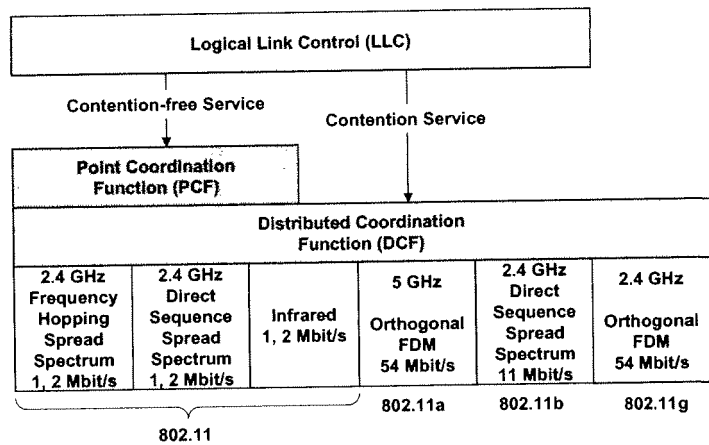 Logical Link Control (LLC)
Contention-free Service
Contention Service
Point Coordination
Function (PCF)
Distributed Coordination
Function (DCF)
2.4 GHz
Frequency
Hopping
Spread
Spectrum
1, 2 Mbit/s
2.4 GHz
Direct
Sequence
Spread
Spectrum
1, 2 Mbit/s
Infrared
1, 2 Mbit/s
5 GHz
Orthogonal
FDM
54 Mbit/s
2.4 GHz
Direct
Sequence
Spread
Spectrum
11 Mbit/s
2.4 GHz
Orthogonal
FDM
54 Mbit/s
802.11
802.11a
802.11b
802.11g